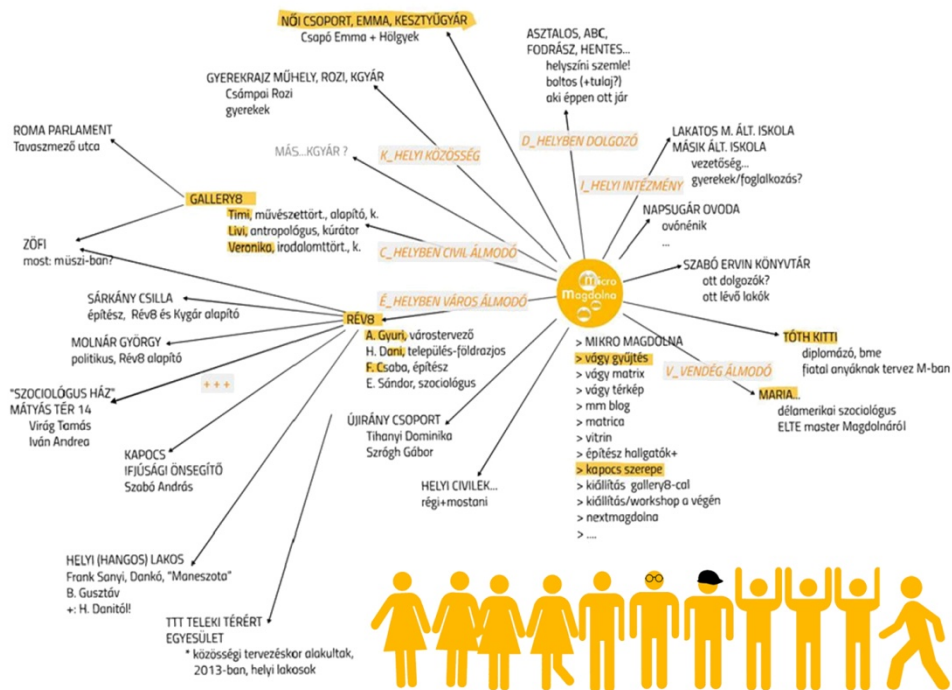 NŐI CSOPORT, EMMA, KESZTYŰGYÁR
Csapó Emma + Hölgyek
ASZTALOS, ABC,
FODRÁSZ, HENTES...
helyszíni szemle!
boltos (+tulaj?)
aki éppen ott jár
GYEREKRAJZ MŰHELY, ROZI, KGYÁR
Csámpai Rozi
gyerekek
ROMA PARLAMENT
Tavaszmező utca
MÁS...KGYÁR ?
K_HELYI KÖZÖSSÉG
D_HELYBEN DOLGOZÓ
LAKATOS M. ÁLT. ISKOLA
MÁSIK ÁLT. ISKOLA
vezetőség...
gyerekek/foglalkozás?
I_HELYI INTÉZMÉNY
GALLERY8
Timi, művészettört., alapító, k.
Livi, antropológus, kúrátor
Veronika, irodalomttört., k.
NAPSUGÁR OVODA
ovónénik
...
ZÓFI
most: müszi-ban?
C_HELYBEN CIVIL ÁLMODÓ
SZABÓ ERVIN KÖNYVTÁR
ott dolgozók?
ott lévő lakók
micro
magdolna
É_HELYBEN VÁROS ÁLMODÓ
SÁRKÁNY CSILLA
építész, Rév8 és Kygár alapító
MOLNÁR GYÖRGY
politikus, Rév8 alapító
RÉV8
A. Gyuri, várostervező
H. Dani, település-földrajzos
F. Csaba, építész
E. Sándor, szociológus
+ + +
"SZOCIOLÓGUS HÁZ"
MÁTYÁS TÉR 14
Virág Tamás
Iván Andrea
> MIKRO MAGDOLNA
> vágy gyűjtés
> vágy matrix
> vágy térkép
> mm blog
> matrica
> vitrin
> építész hallgatók+
> kapocs szerepe
> kiállítás gallery8-cal
> kiállítás/workshop a végén
> nextmagdolna
> ....
V_VENDÉG ÁLMODÓ
TÓTH KITTI
diplomázó, bme
fiatal anyáknak tervez M-ban
MARIA...
délamerikai szociológus
ELTE master Magdolnáról
ÚJIRÁNY CSOPORT
Tihanyi Dominika
Szrógh Gábor
KAPOCS
IFJÚSÁGI ÖNSEGÍTŐ
Szabó András
HELYI CIVILEK...
régi+mostani
HELYI (HANGOS) LAKOS
Frank Sanyi, Dankó, "Maneszota"
B. Gusztáv
+: H. Danitól!
TTT TELEKI TÉRÉRT
EGYESÜLET
* közösségi tervezéskor alakultak,
2013-ban, helyi lakosok